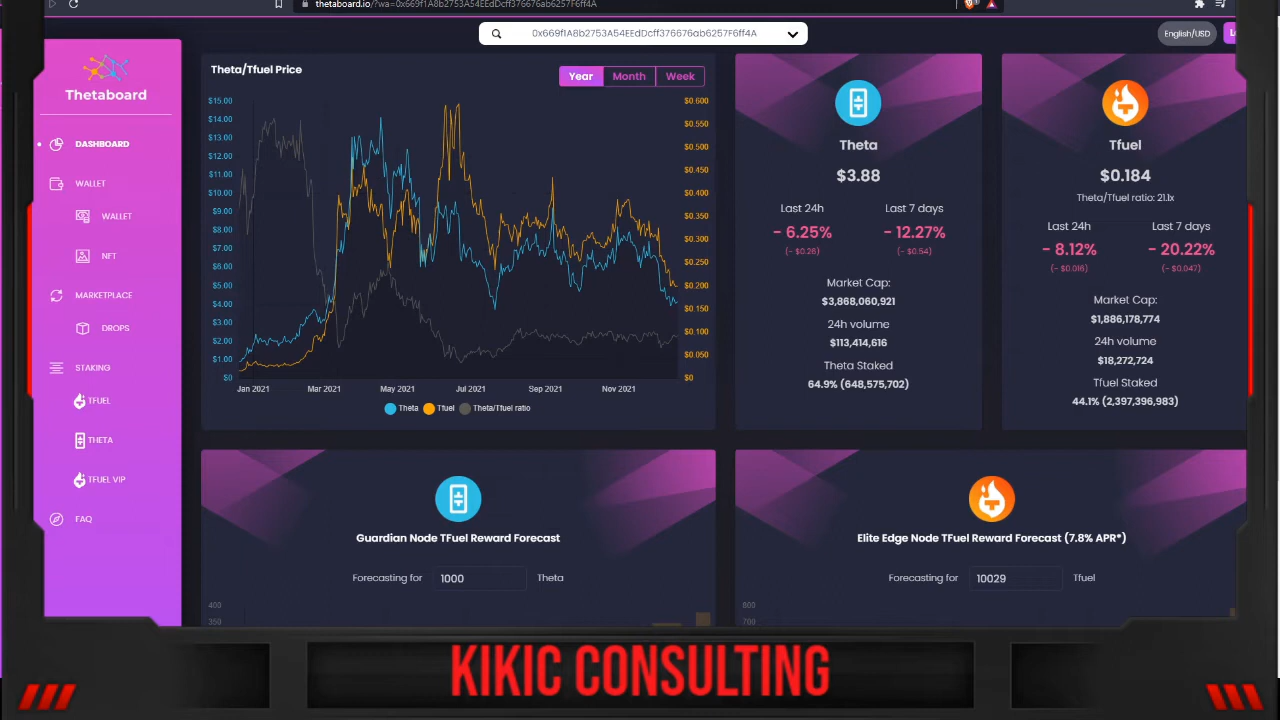 thetaboard.io/?wa=0x669f1A8b2753A54EEdDcff376676ab6257F6ff4A
0x669f1A8b2753A54EEdDcff376676ab6257F6ff4A
English/USD
Thetaboard
DASHBOARD
WALLET
WALLET
NFT
MARKETPLACE
DROPS
STAKING
TFUEL
THETA
TFUEL VIP
FAQ
Theta/Tfuel Price
Year Month Week
$15.00 $0.600
$14.00 $0.550
$13.00 $0.500
$12.00 $0.450
$11.00 $0.400
$10.00 $0.350
$9.00 $0.300
$8.00 $0.250
$7.00 $0.200
$6.00 $0.150
$5.00 $0.100
$4.00 $0.050
$3.00 $0
$2.00
$1.00
$0
Jan 2021 Mar 2021 May 2021 Jul 2021 Sep 2021 Nov 2021
Theta Tfuel Theta/Tfuel ratio
Theta
$3.88
Last 24h Last 7 days
- 6.25% - 12.27%
(- $0.26) (- $0.54)
Market Cap:
$3,868,060,921
24h volume
$113,414,616
Theta Staked
64.9% (648,575,702)
Tfuel
$0.184
Theta/Tfuel ratio: 21.1x
Last 24h Last 7 days
- 8.12% - 20.22%
(- $0.016) (- $0.047)
Market Cap:
$1,886,178,774
24h volume
$18,272,724
Tfuel Staked
44.1% (2,397,396,983)
Guardian Node TFuel Reward Forecast
Forecasting for 1000 Theta
400
350
Elite Edge Node TFuel Reward Forecast (7.8% APR*)
Forecasting for 10029 Tfuel
800
700
KIKIC CONSULTING